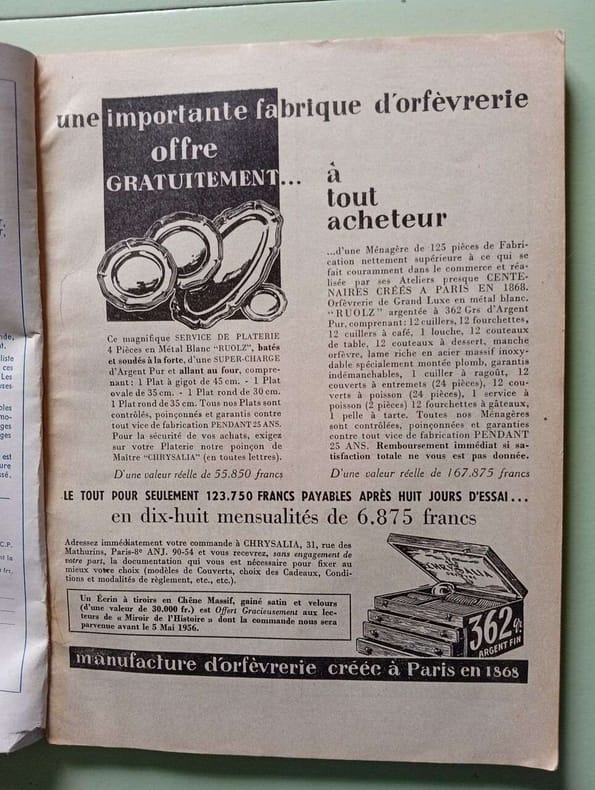 une importante fabrique d'orfèvrerie
offre
GRATUITEMENT...
à
tout
acheteur
Ce magnifique SERVICE DE PLATERIE
4 Pièces en Métal Blanc "RUOLZ", batés
et soudés à la forte, d'une SUPER-CHARGE
d'Argent Pur et allant au four, compre-
nant : 1 Plat à gigot de 45 cm. - 1 Plat
ovale de 35 cm. - 1 Plat rond de 30 cm.
1 Plat rond de 35 cm. Tous nos Plats sont
contrôlés, poinçonnés et garantis contre
tout vice de fabrication PENDANT 25 ANS.
Pour la sécurité de vos achats, exigez
sur votre Platerie notre poinçon de
Maître "CHRYSALIA" (en toutes lettres).
D'une valeur réelle de 55.850 francs
...d'une Ménagère de 125 pièces de Fabri-
cation nettement supérieure à ce qui se
fait couramment dans le commerce et réa-
lisée par ses Ateliers presque CENTE-
NAIRES CRÉÉS A PARIS EN 1868.
Orfèvrerie de Grand Luxe en métal blanc.
"RUOLZ" argentée à 362 Grs d'Argent
Pur, comprenant : 12 cuillers, 12 fourchettes,
12 cuillers à café, 1 louche, 12 couteaux
de table, 12 couteaux à dessert, manche
orfèvre, lame riche en acier massif inoxy-
dable spécialement montée plomb, garantis
indémanchables, 1 cuiller à ragoût, 12
couverts à entremets (24 pièces), 12 cou-
verts à poisson (24 pièces), 1 service à
poisson (2 pièces) 12 fourchettes à gâteaux,
1 pelle à tarte. Toutes nos Ménagères
sont contrôlées, poinçonnées et garanties
contre tout vice de fabrication PENDANT
25 ANS. Remboursement immédiat si sa-
tisfaction totale ne vous est pas donnée.
D'une valeur réelle de 167.875 francs
LE TOUT POUR SEULEMENT 123.750 FRANCS PAYABLES APRÈS HUIT JOURS D'ESSAI...
en dix-huit mensualités de 6.875 francs
Adressez immédiatement votre commande à CHRYSALIA, 31, rue des
Mathurins, Paris-8e ANJ. 90-54 et vous recevrez, sans engagement de
votre part, la documentation qui vous est nécessaire pour fixer au
mieux votre choix (modèles de Couverts, choix des Cadeaux, Condi-
tions et modalités de règlement, etc., etc.).
Un Écrin à tiroirs en Chêne Massif, gainé satin et velours
(d'une valeur de 30.000 fr.) est Offert Gracieusement aux lec-
teurs de « Miroir de l'Histoire » dont la commande nous sera
parvenue avant le 5 Mai 1956.
CHRYSALIA
362 gr.
ARGENT FIN
manufacture d'orfèvrerie créée à Paris en 1868